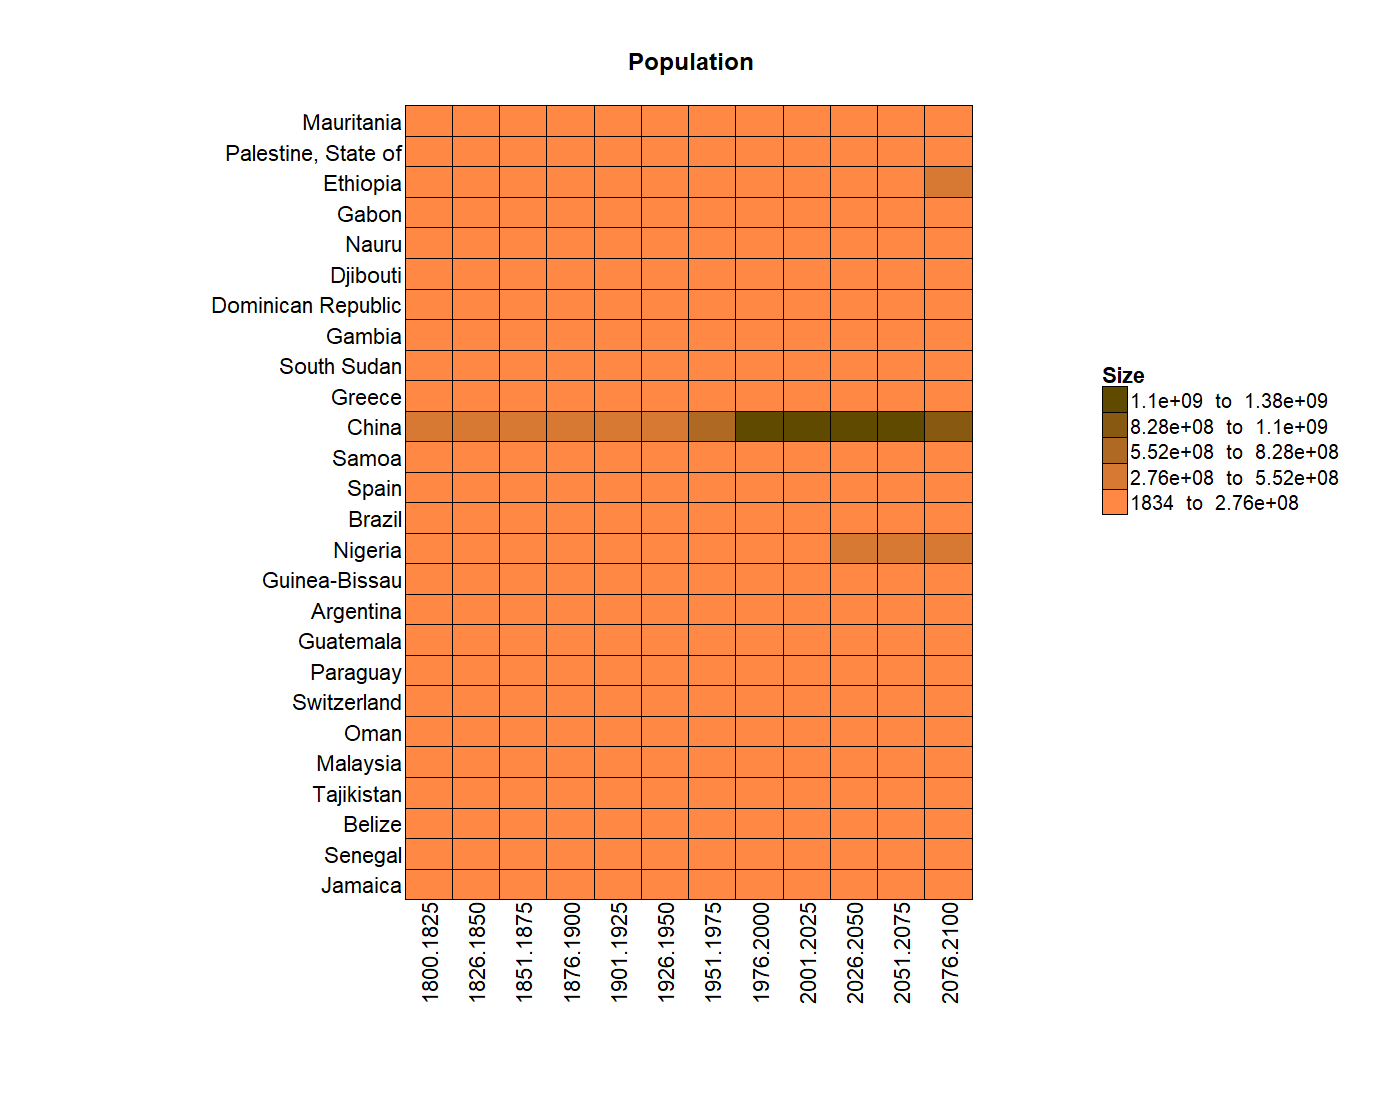 Population
Mauritania
Palestine, State of
Ethiopia
Gabon
Nauru
Djibouti
Dominican Republic
Gambia
South Sudan
Greece
China
Samoa
Spain
Brazil
Nigeria
Guinea-Bissau
Argentina
Guatemala
Paraguay
Switzerland
Oman
Malaysia
Tajikistan
Belize
Senegal
Jamaica
1800.1825
1826.1850
1851.1875
1876.1900
1901.1925
1926.1950
1951.1975
1976.2000
2001.2025
2026.2050
2051.2075
2076.2100
Size
1.1e+09 to 1.38e+09
8.28e+08 to 1.1e+09
5.52e+08 to 8.28e+08
2.76e+08 to 5.52e+08
1834 to 2.76e+08